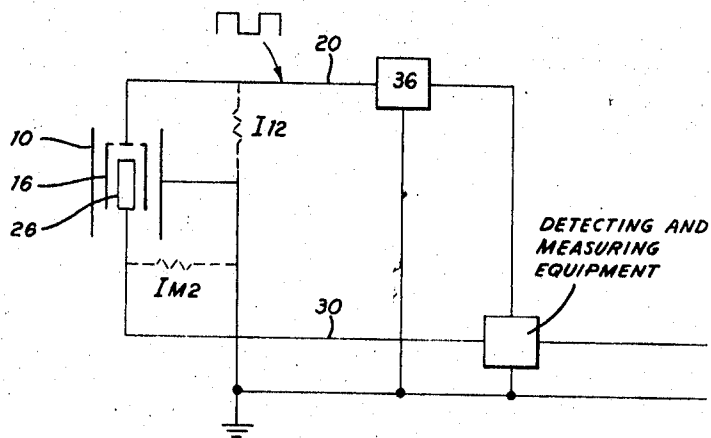 20
36
10
I12
16
26
DETECTING AND
MEASURING
EQUIPMENT
IM2
30